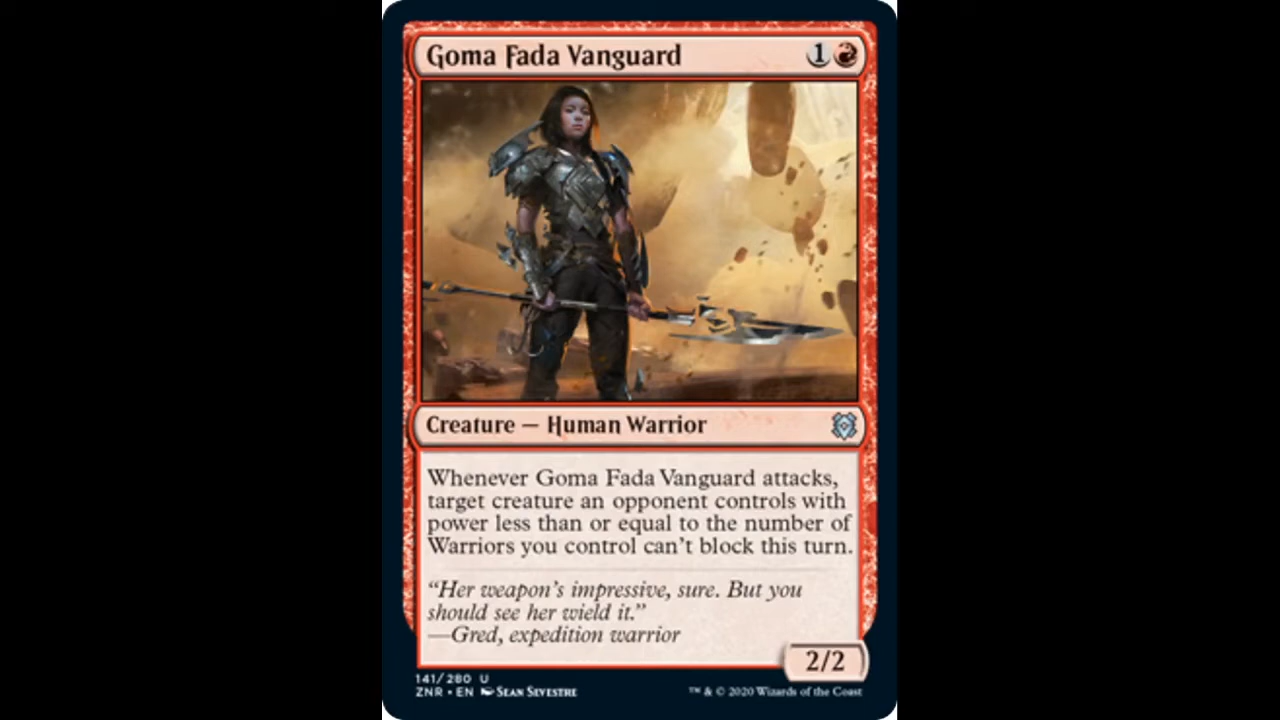 Goma Fada Vanguard 1
Creature — Human Warrior
Whenever Goma Fada Vanguard attacks,
target creature an opponent controls with
power less than or equal to the number of
Warriors you control can't block this turn.
“Her weapon's impressive, sure. But you
should see her wield it.”
—Gred, expedition warrior
2/2
141/280 U
ZNR • EN Sean Sevestre
™ & © 2020 Wizards of the Coast